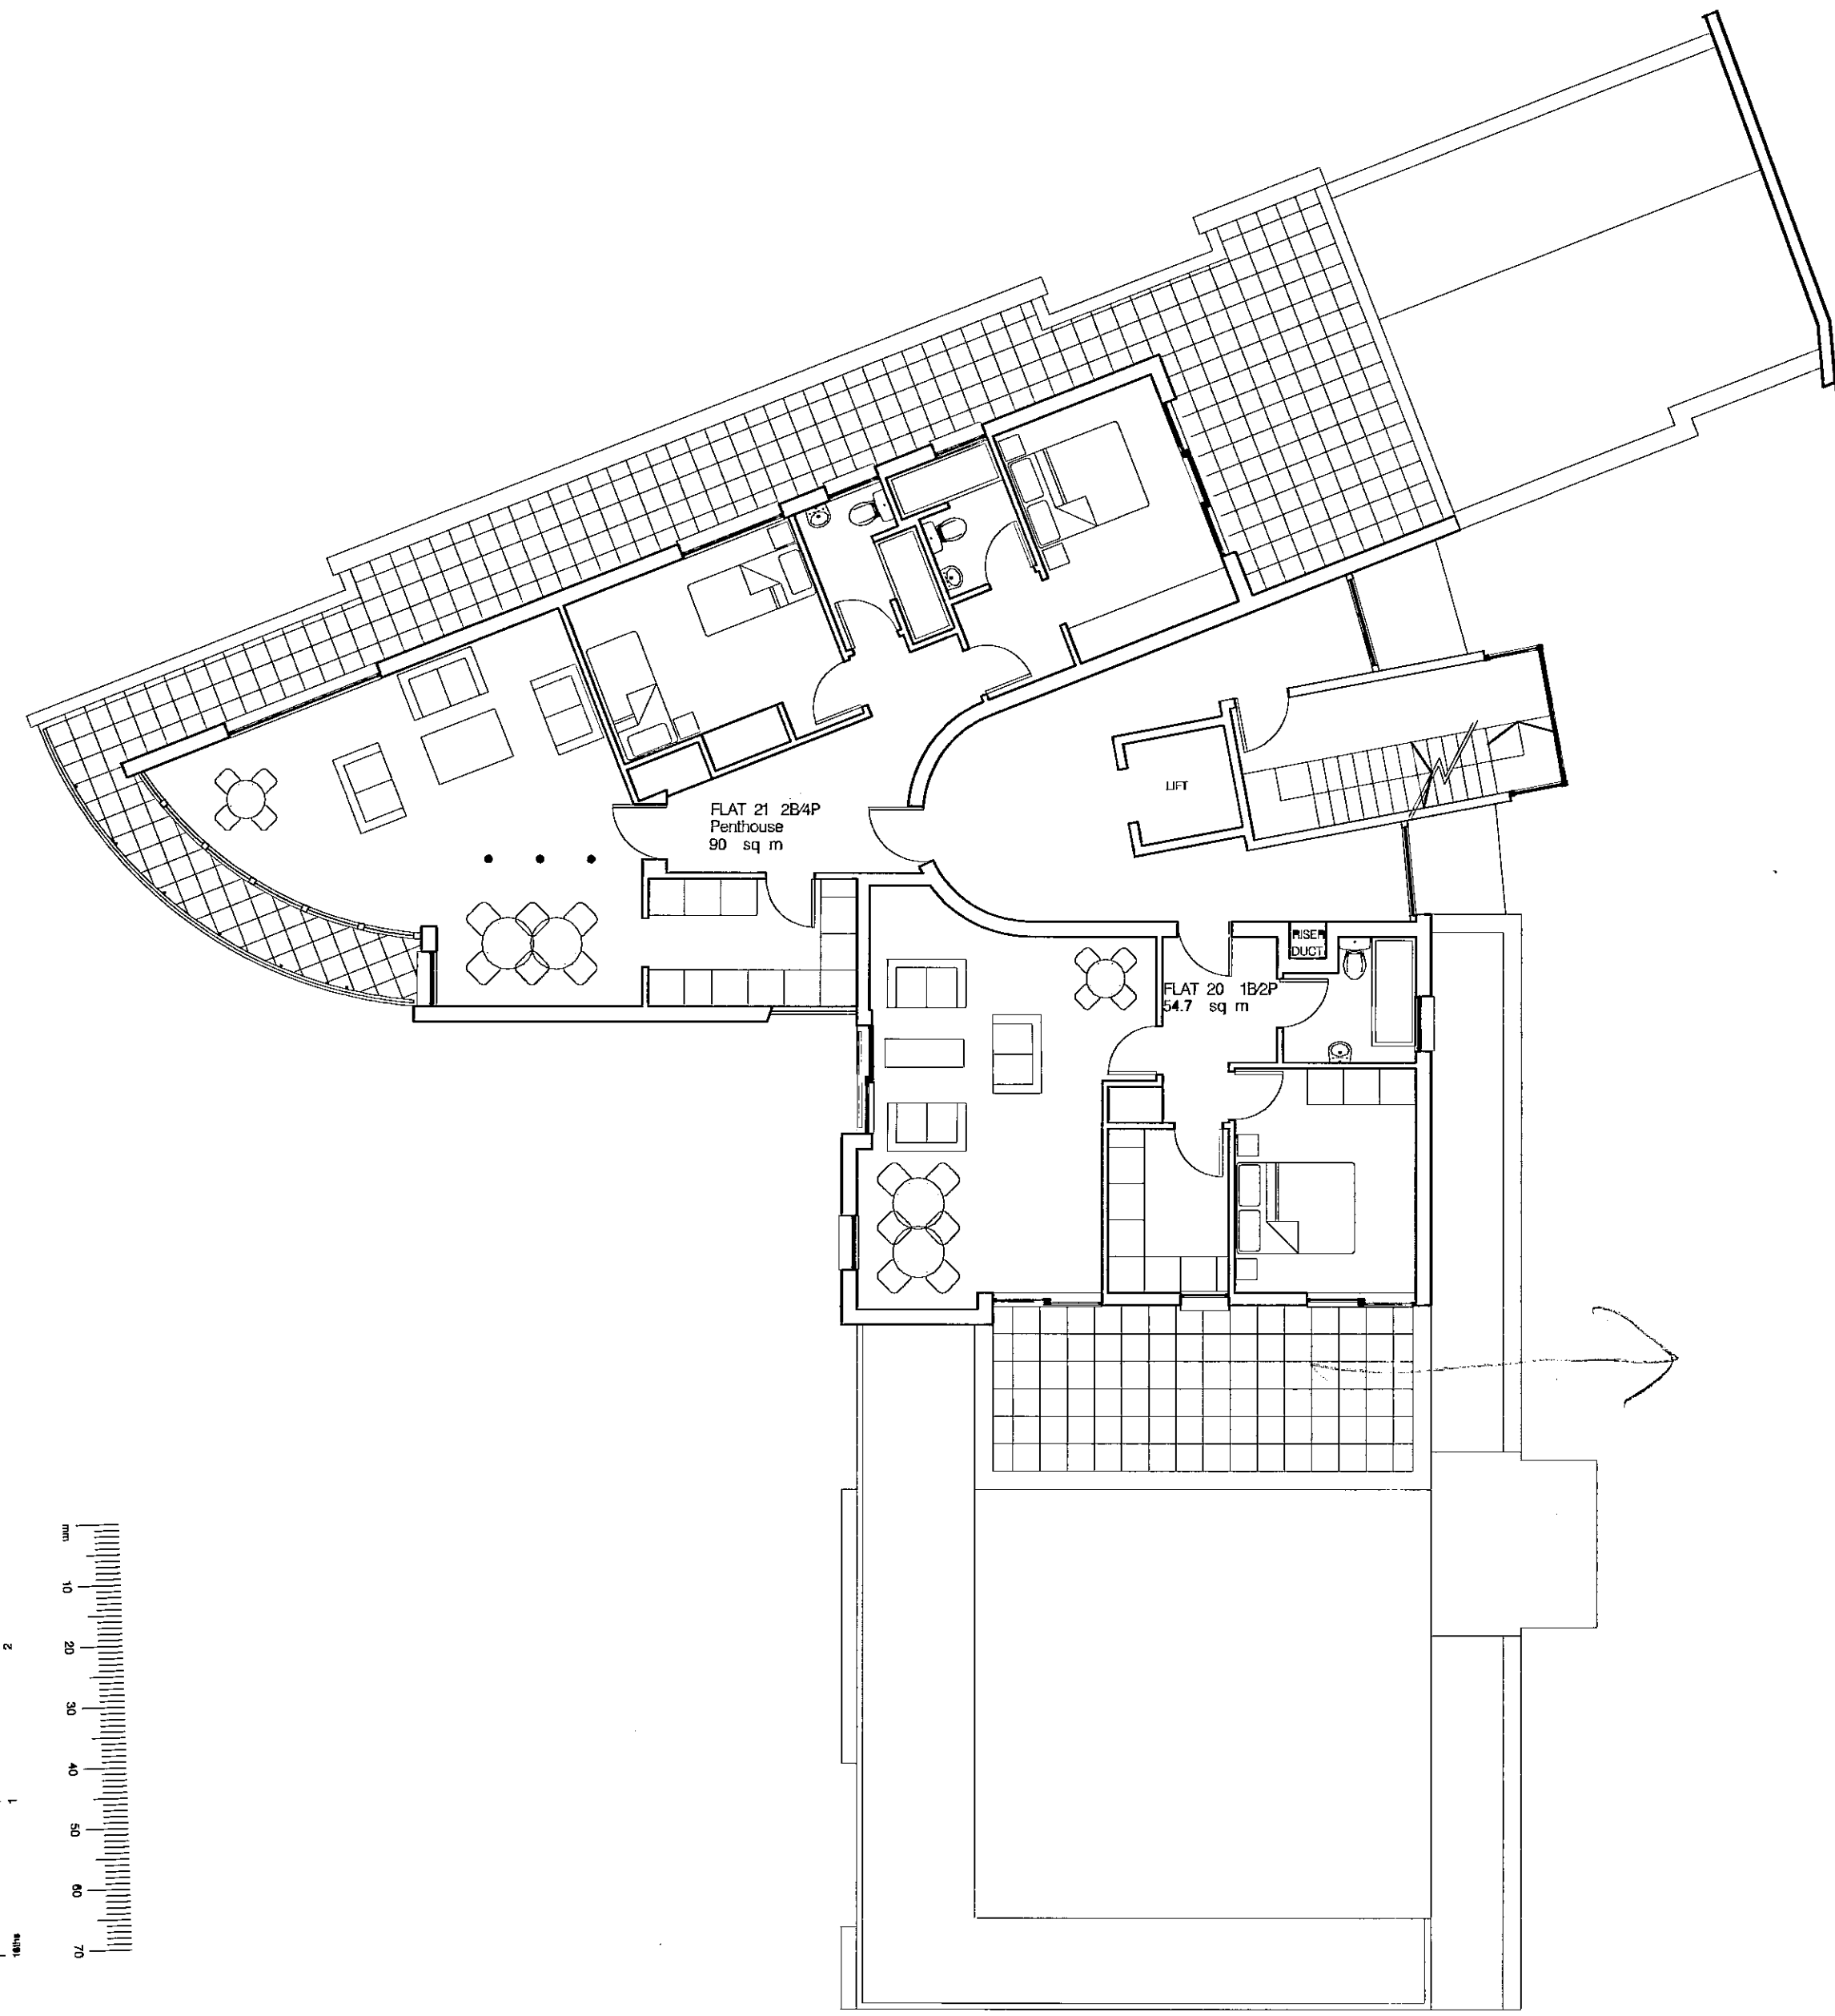 FLAT 21 2B/4P
Penthouse
90 sq m
LIFT
RISER
DUCT
FLAT 20 1B/2P
54.7 sq m
mm
10
20
30
40
50
60
70
2
1
16ths